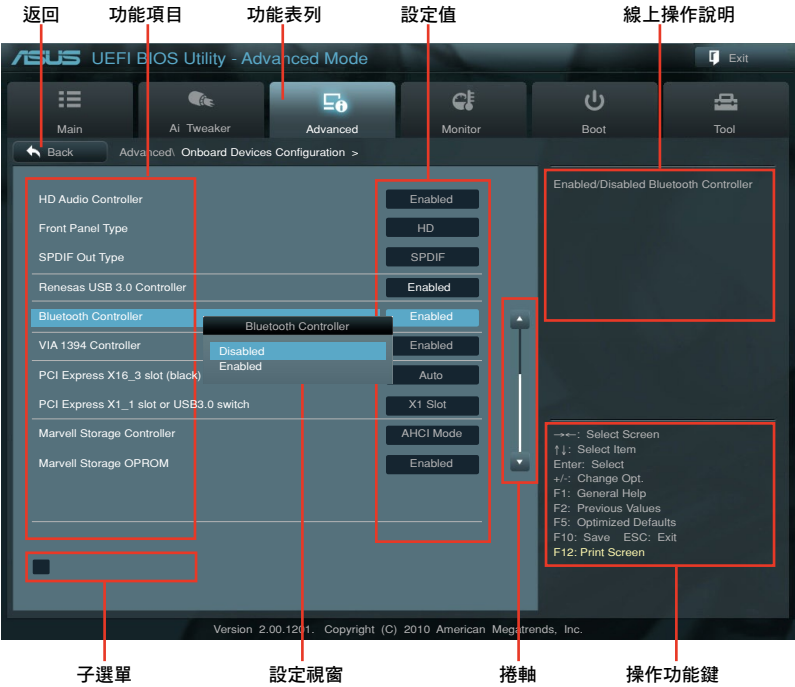 返回 功能項目 功能表列 設定值 線上操作說明
ASUS UEFI BIOS Utility - Advanced Mode Exit
Main Ai Tweaker Advanced Monitor Boot Tool
Back Advanced\ Onboard Devices Configuration >
Enabled/Disabled Bluetooth Controller
HD Audio Controller Enabled
Front Panel Type HD
SPDIF Out Type SPDIF
Renesas USB 3.0 Controller Enabled
Bluetooth Controller Enabled
Bluetooth Controller
Disabled
Enabled
VIA 1394 Controller Enabled
PCI Express X16_3 slot (black) Auto
PCI Express X1_1 slot or USB3.0 switch X1 Slot
Marvell Storage Controller AHCI Mode
Marvell Storage OPROM Enabled
→←: Select Screen
↑↓: Select Item
Enter: Select
+/-: Change Opt.
F1: General Help
F2: Previous Values
F5: Optimized Defaults
F10: Save ESC: Exit
F12: Print Screen
Version 2.00.1201. Copyright (C) 2010 American Megatrends, Inc.
子選單 設定視窗 捲軸 操作功能鍵